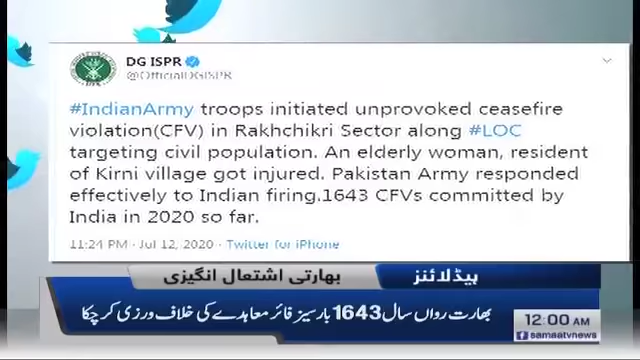 DG ISPR
@OfficialDGISPR
#IndianArmy troops initiated unprovoked ceasefire
violation(CFV) in Rakhchikri Sector along #LOC
targeting civil population. An elderly woman, resident
of Kirni village got injured. Pakistan Army responded
effectively to Indian firing.1643 CFVs committed by
India in 2020 so far.
11:24 PM · Jul 12, 2020 · Twitter for iPhone
ہیڈلائنز
بھارتی اشتعال انگیزی
بھارت رواں سال 1643 بار سیز فائر معاہدے کی خلاف ورزی کر چکا
12:00 AM
samaatvnews